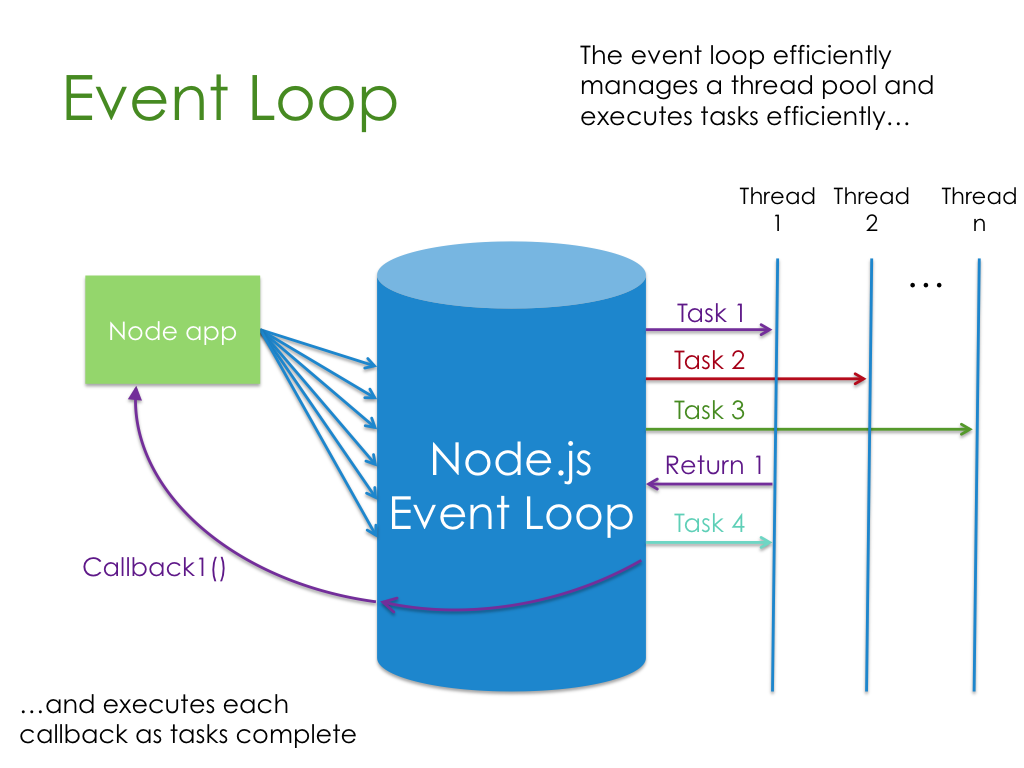 Event Loop
The event loop efficiently
manages a thread pool and
executes tasks efficiently…
Thread
1
Thread
2
Thread
n
…
Node app
Task 1
Task 2
Task 3
Return 1
Task 4
Node.js
Event Loop
Callback1()
…and executes each
callback as tasks complete